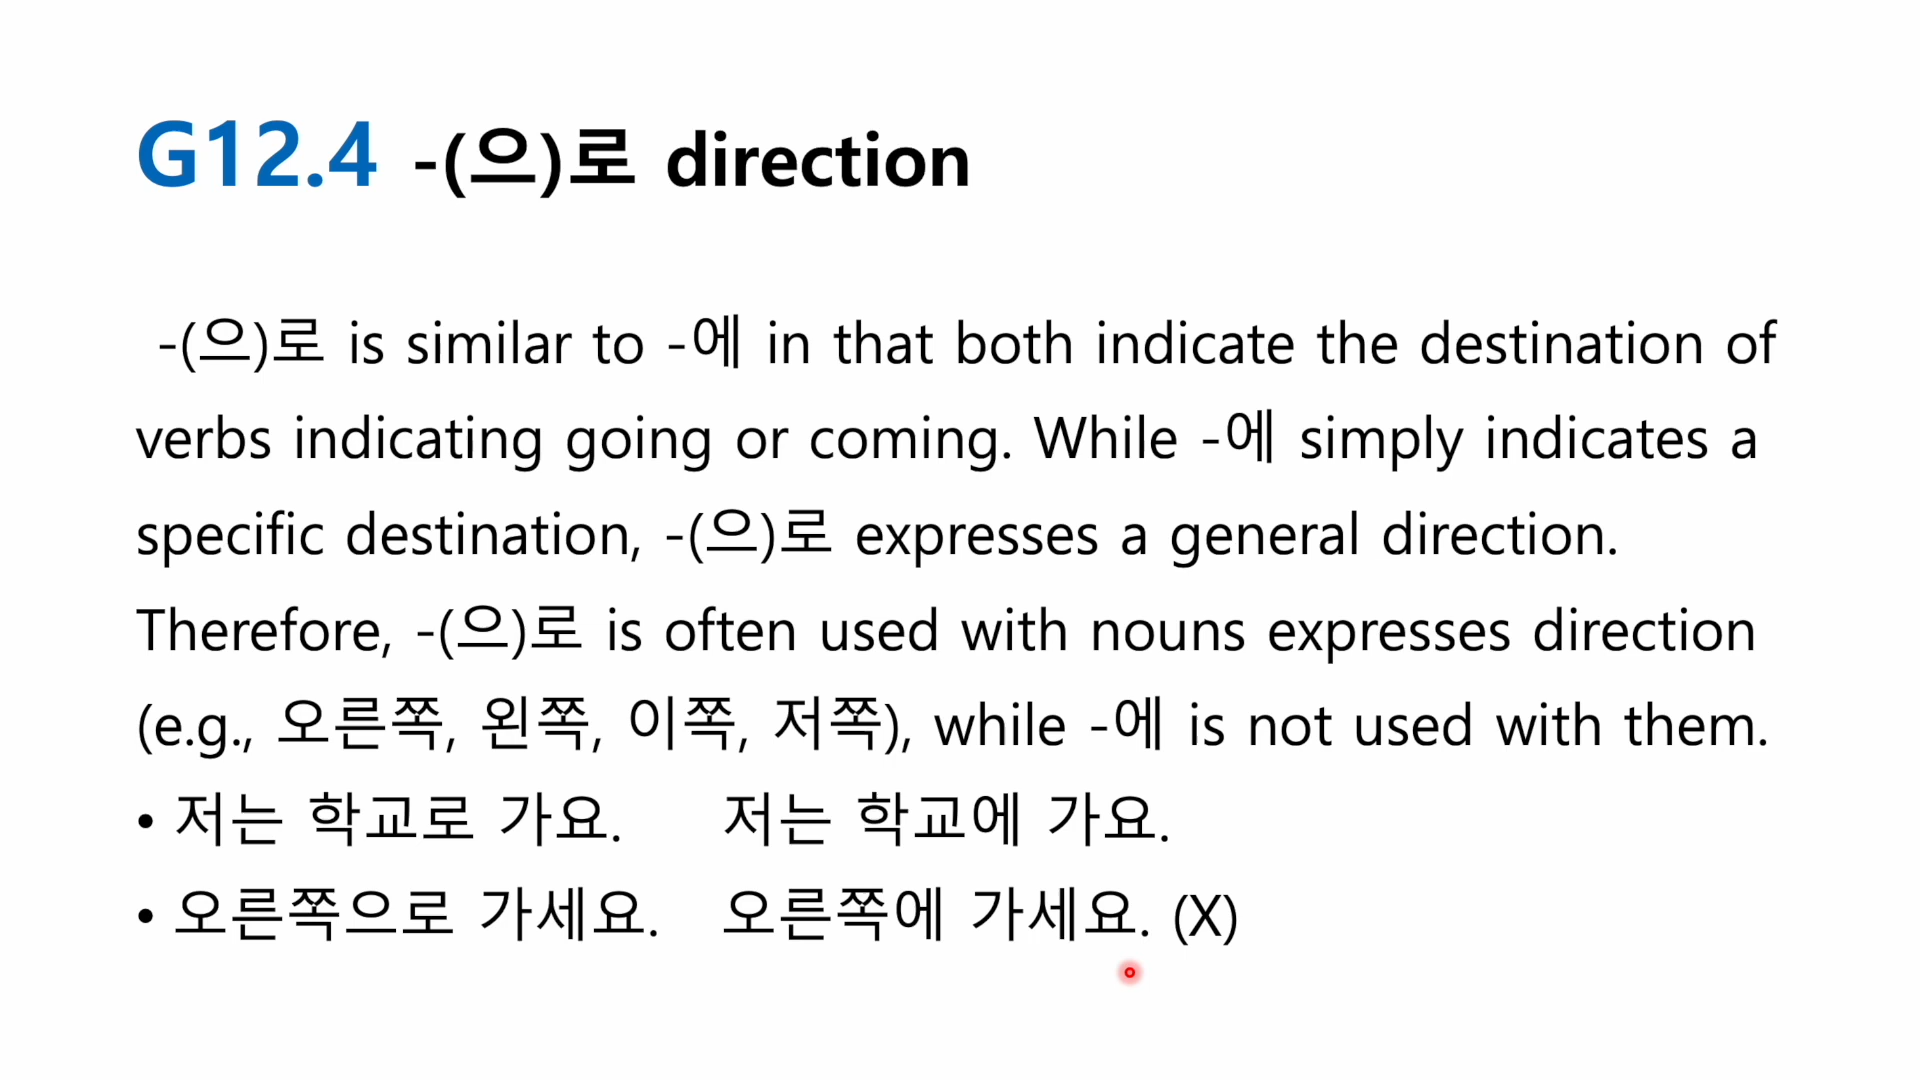 G12.4 -(으)로 direction
-(으)로 is similar to -에 in that both indicate the destination of
verbs indicating going or coming. While -에 simply indicates a
specific destination, -(으)로 expresses a general direction.
Therefore, -(으)로 is often used with nouns expresses direction
(e.g., 오른쪽, 왼쪽, 이쪽, 저쪽), while -에 is not used with them.
• 저는 학교로 가요. 저는 학교에 가요.
• 오른쪽으로 가세요. 오른쪽에 가세요. (X)